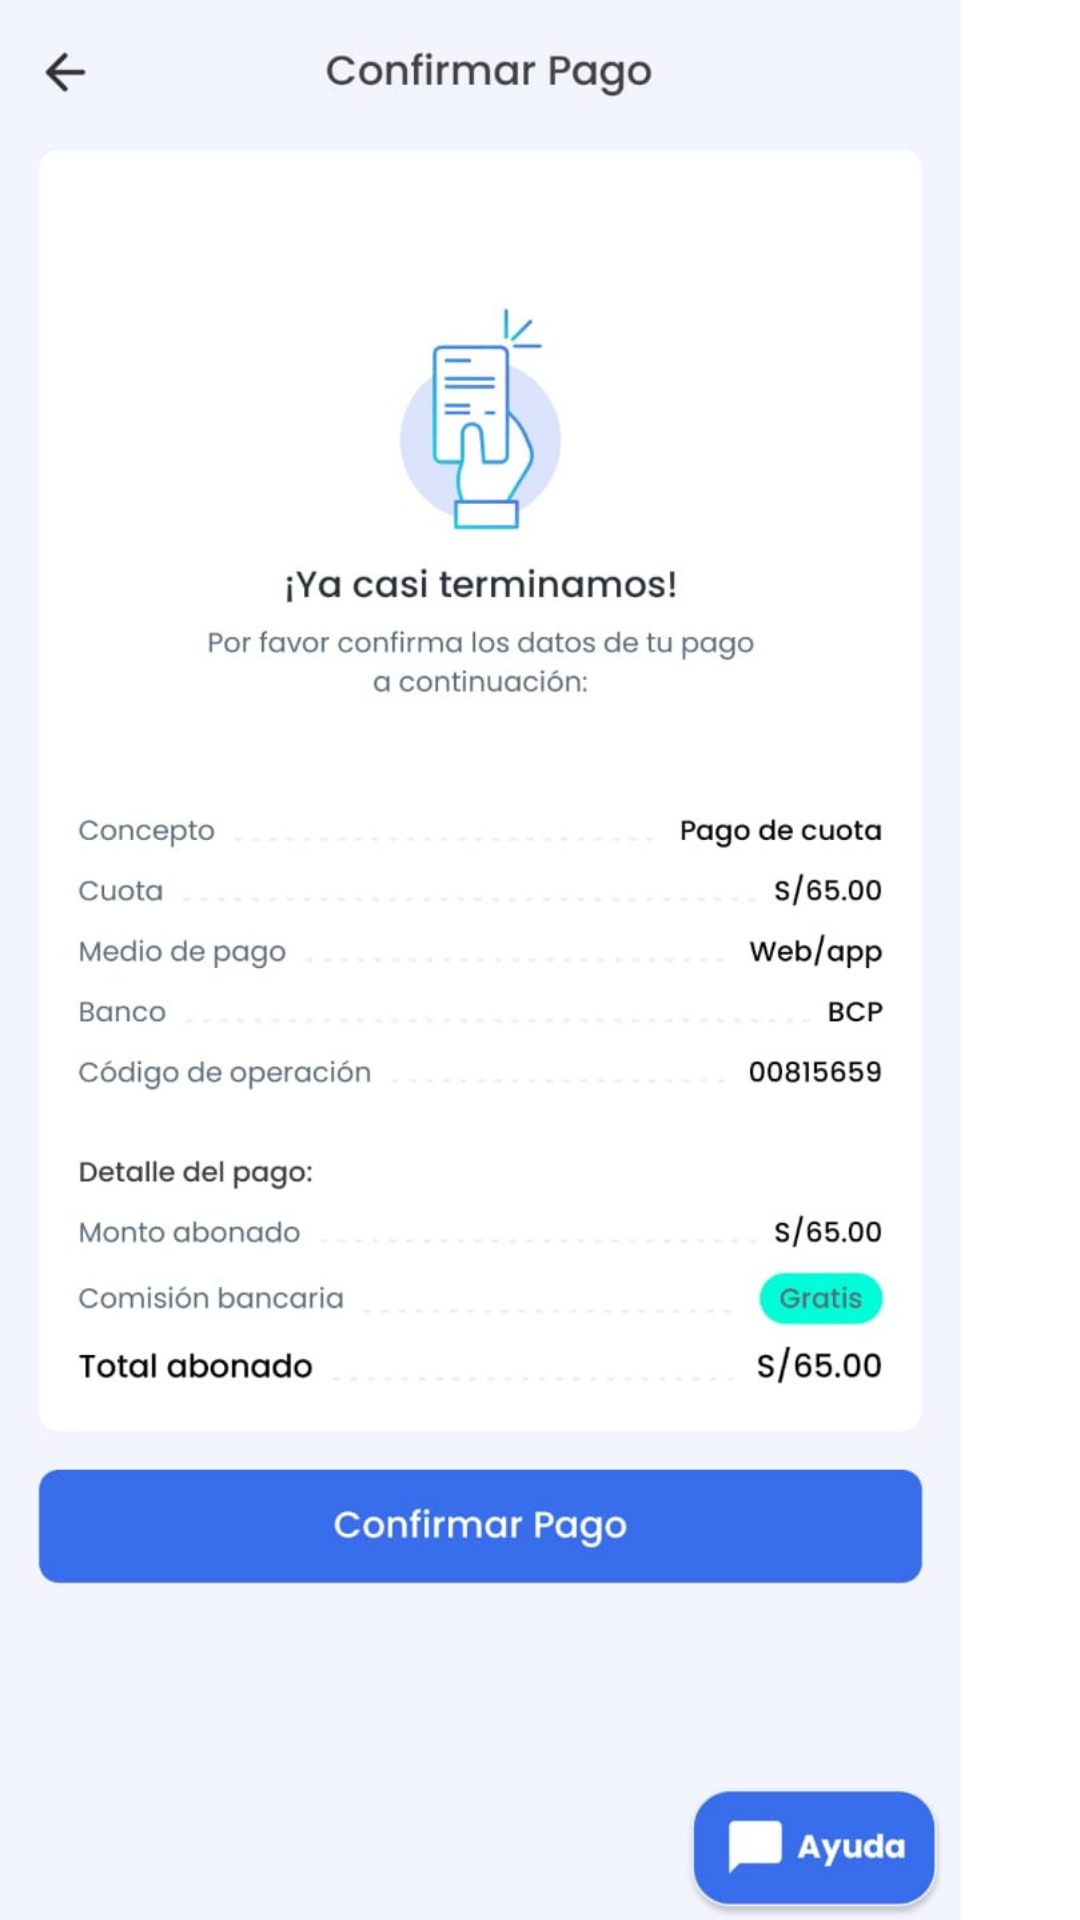 Confirmar Pago
¡Ya casi terminamos!
Por favor confirma los datos de tu pago
a continuación:
Concepto Pago de cuota
Cuota S/65.00
Medio de pago Web/app
Banco BCP
Código de operación 00815659
Detalle del pago:
Monto abonado S/65.00
Comisión bancaria Gratis
Total abonado S/65.00
Confirmar Pago
Ayuda